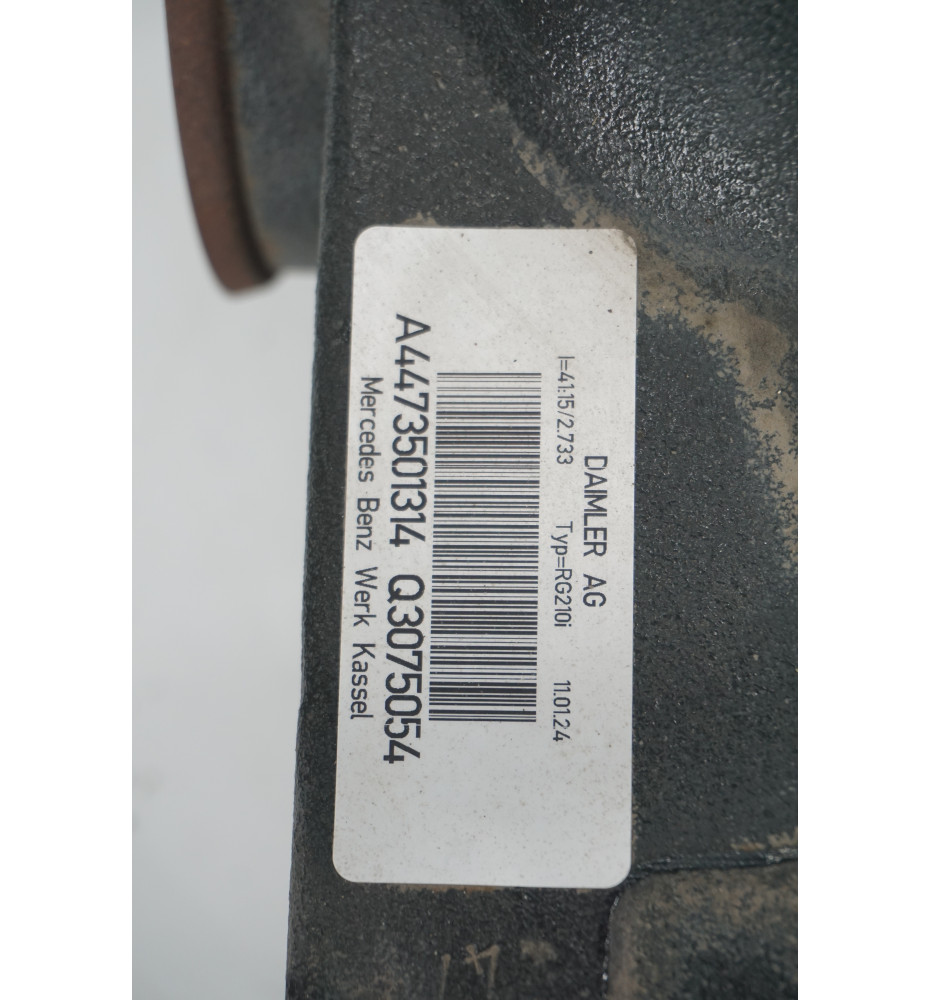 DAIMLER AG
I=41:15/2.733 Typ=RG210i 11.01.24
A4473501314 Q3075054
Mercedes Benz Werk Kassel